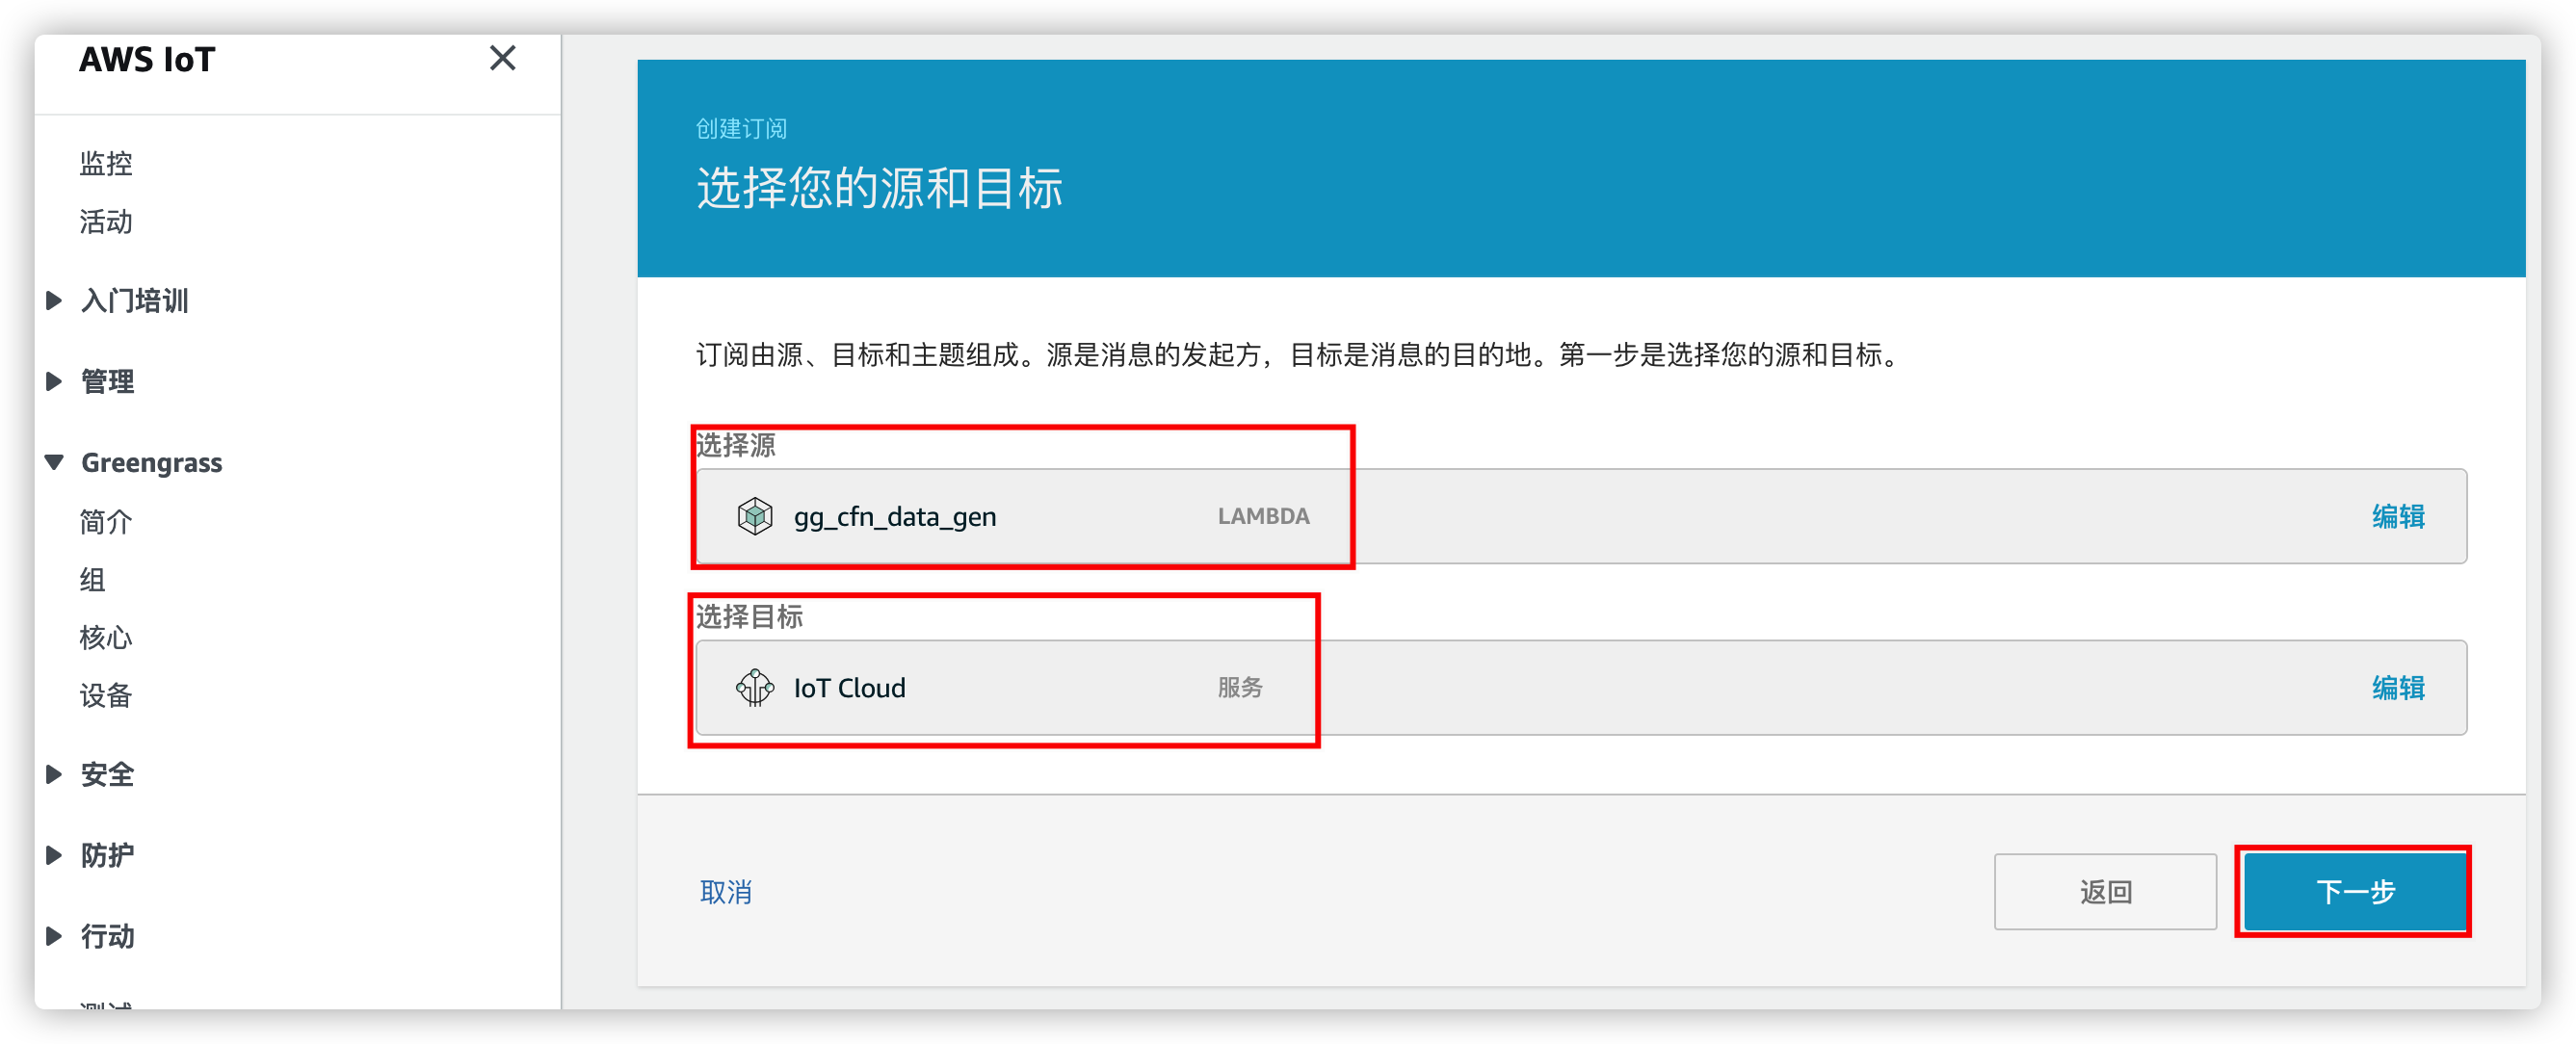 AWS IoT
监控
活动
入门培训
管理
Greengrass
简介
组
核心
设备
安全
防护
行动
测试
创建订阅
选择您的源和目标
订阅由源、目标和主题组成。源是消息的发起方，目标是消息的目的地。第一步是选择您的源和目标。
选择源
gg_cfn_data_gen LAMBDA 编辑
选择目标
IoT Cloud 服务 编辑
取消 返回 下一步